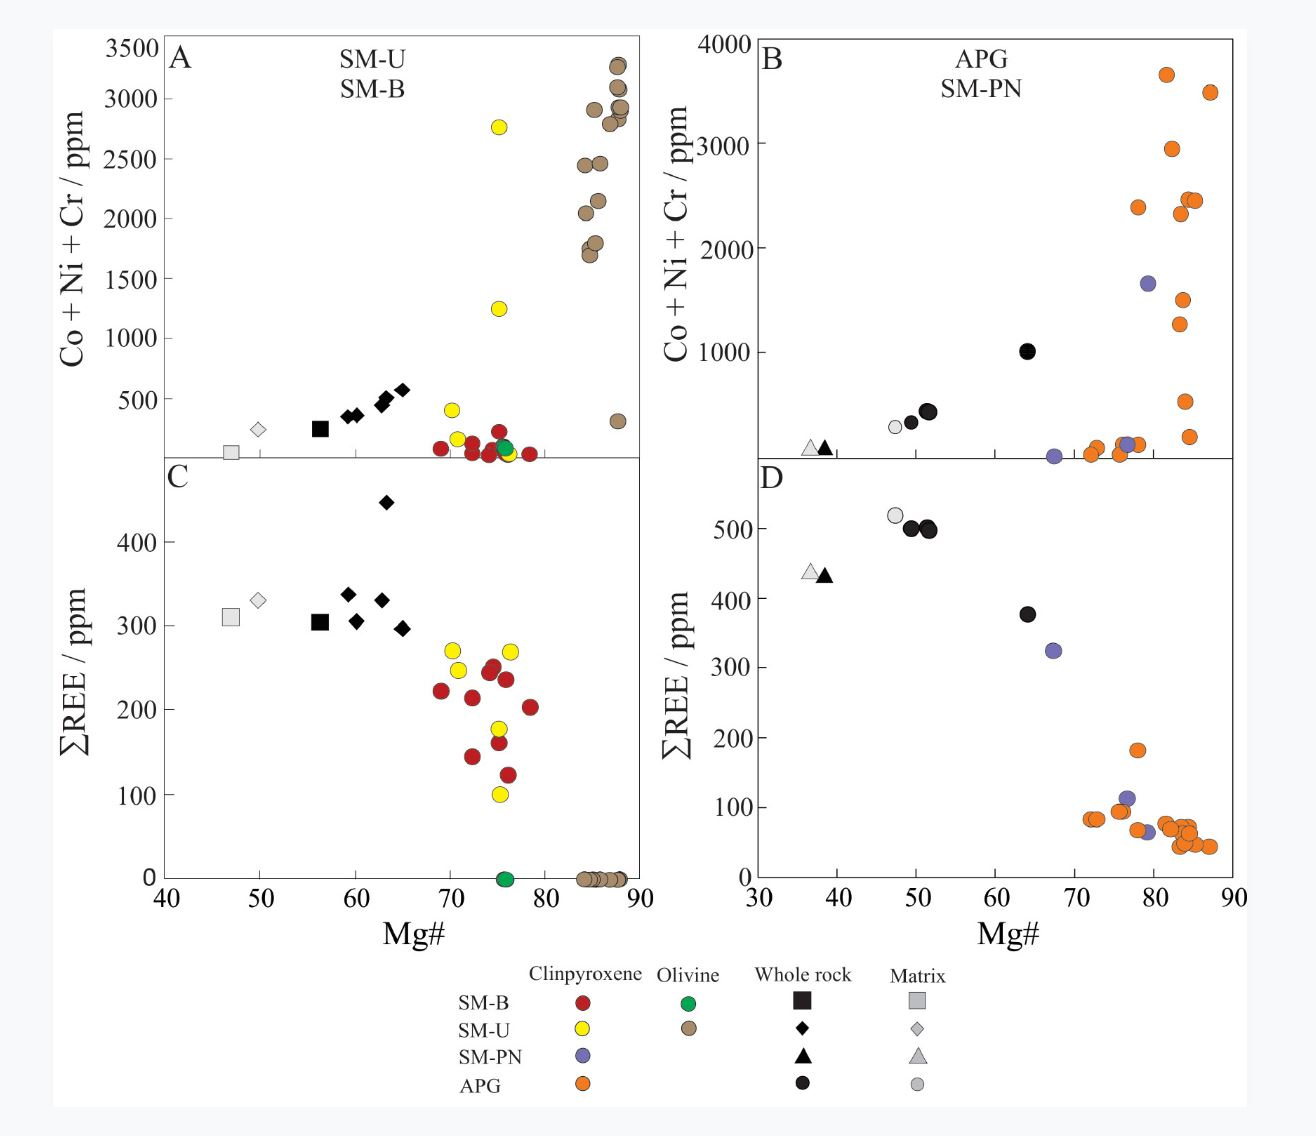 A
SM-U
SM-B
3500
3000
2500
2000
1500
1000
500
Co + Ni + Cr / ppm
B
APG
SM-PN
4000
3000
2000
1000
Co + Ni + Cr / ppm
C
400
300
200
100
0
∑REE / ppm
40 50 60 70 80 90
Mg#
D
500
400
300
200
100
0
∑REE / ppm
30 40 50 60 70 80 90
Mg#
Clinpyroxene Olivine Whole rock Matrix
SM-B
SM-U
SM-PN
APG